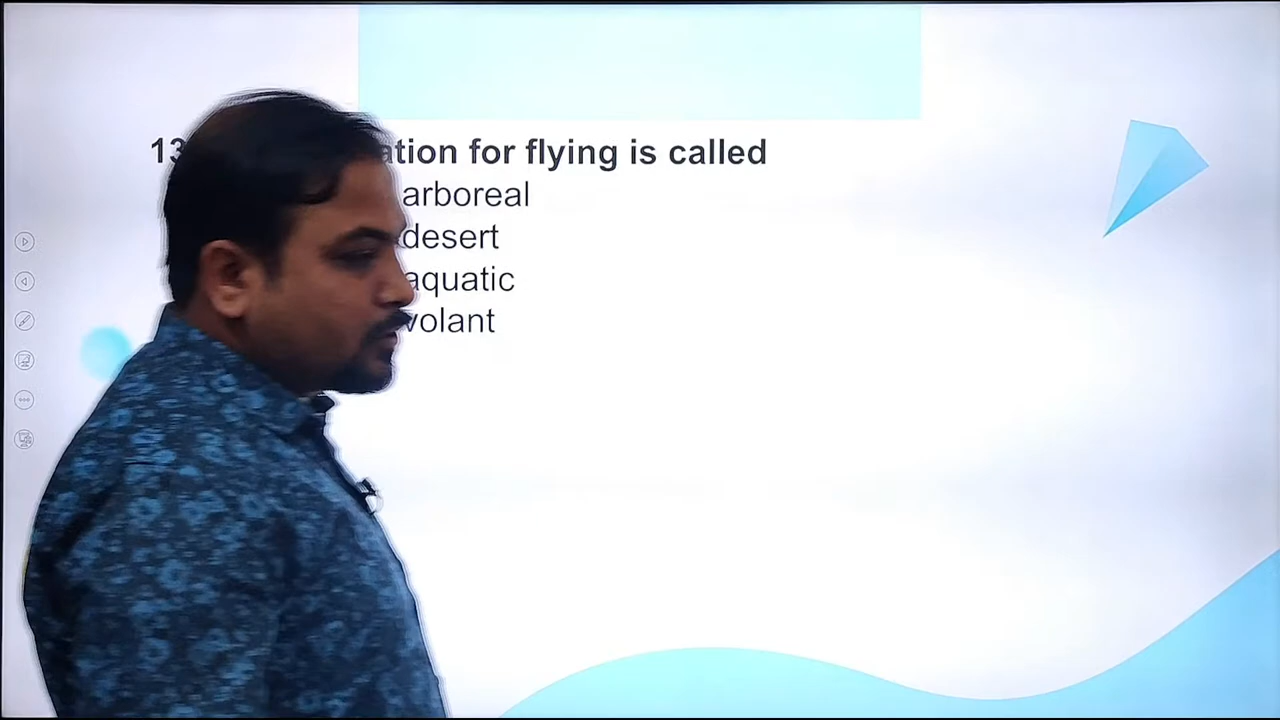 13 ation for flying is called
arboreal
desert
aquatic
volant